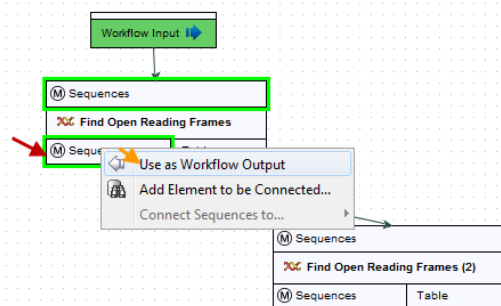 Workflow Input
M Sequences
Find Open Reading Frames
M Seque
Use as Workflow Output
Add Element to be Connected...
Connect Sequences to...
M Sequences
Find Open Reading Frames (2)
M Sequences Table